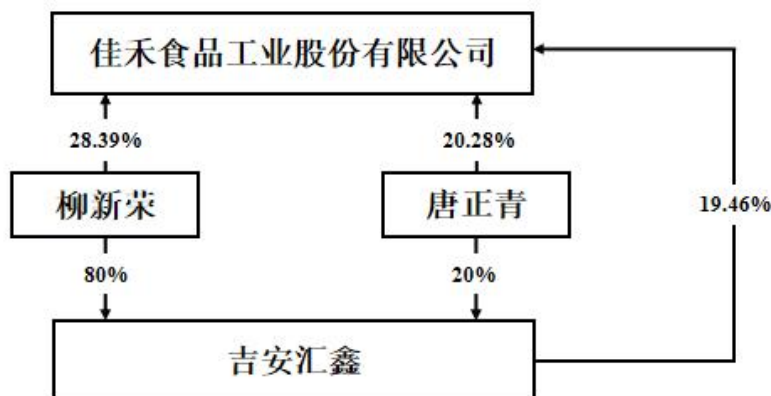 佳禾食品工业股份有限公司
28.39%
20.28%
柳新荣
唐正青
19.46%
80%
20%
吉安汇鑫